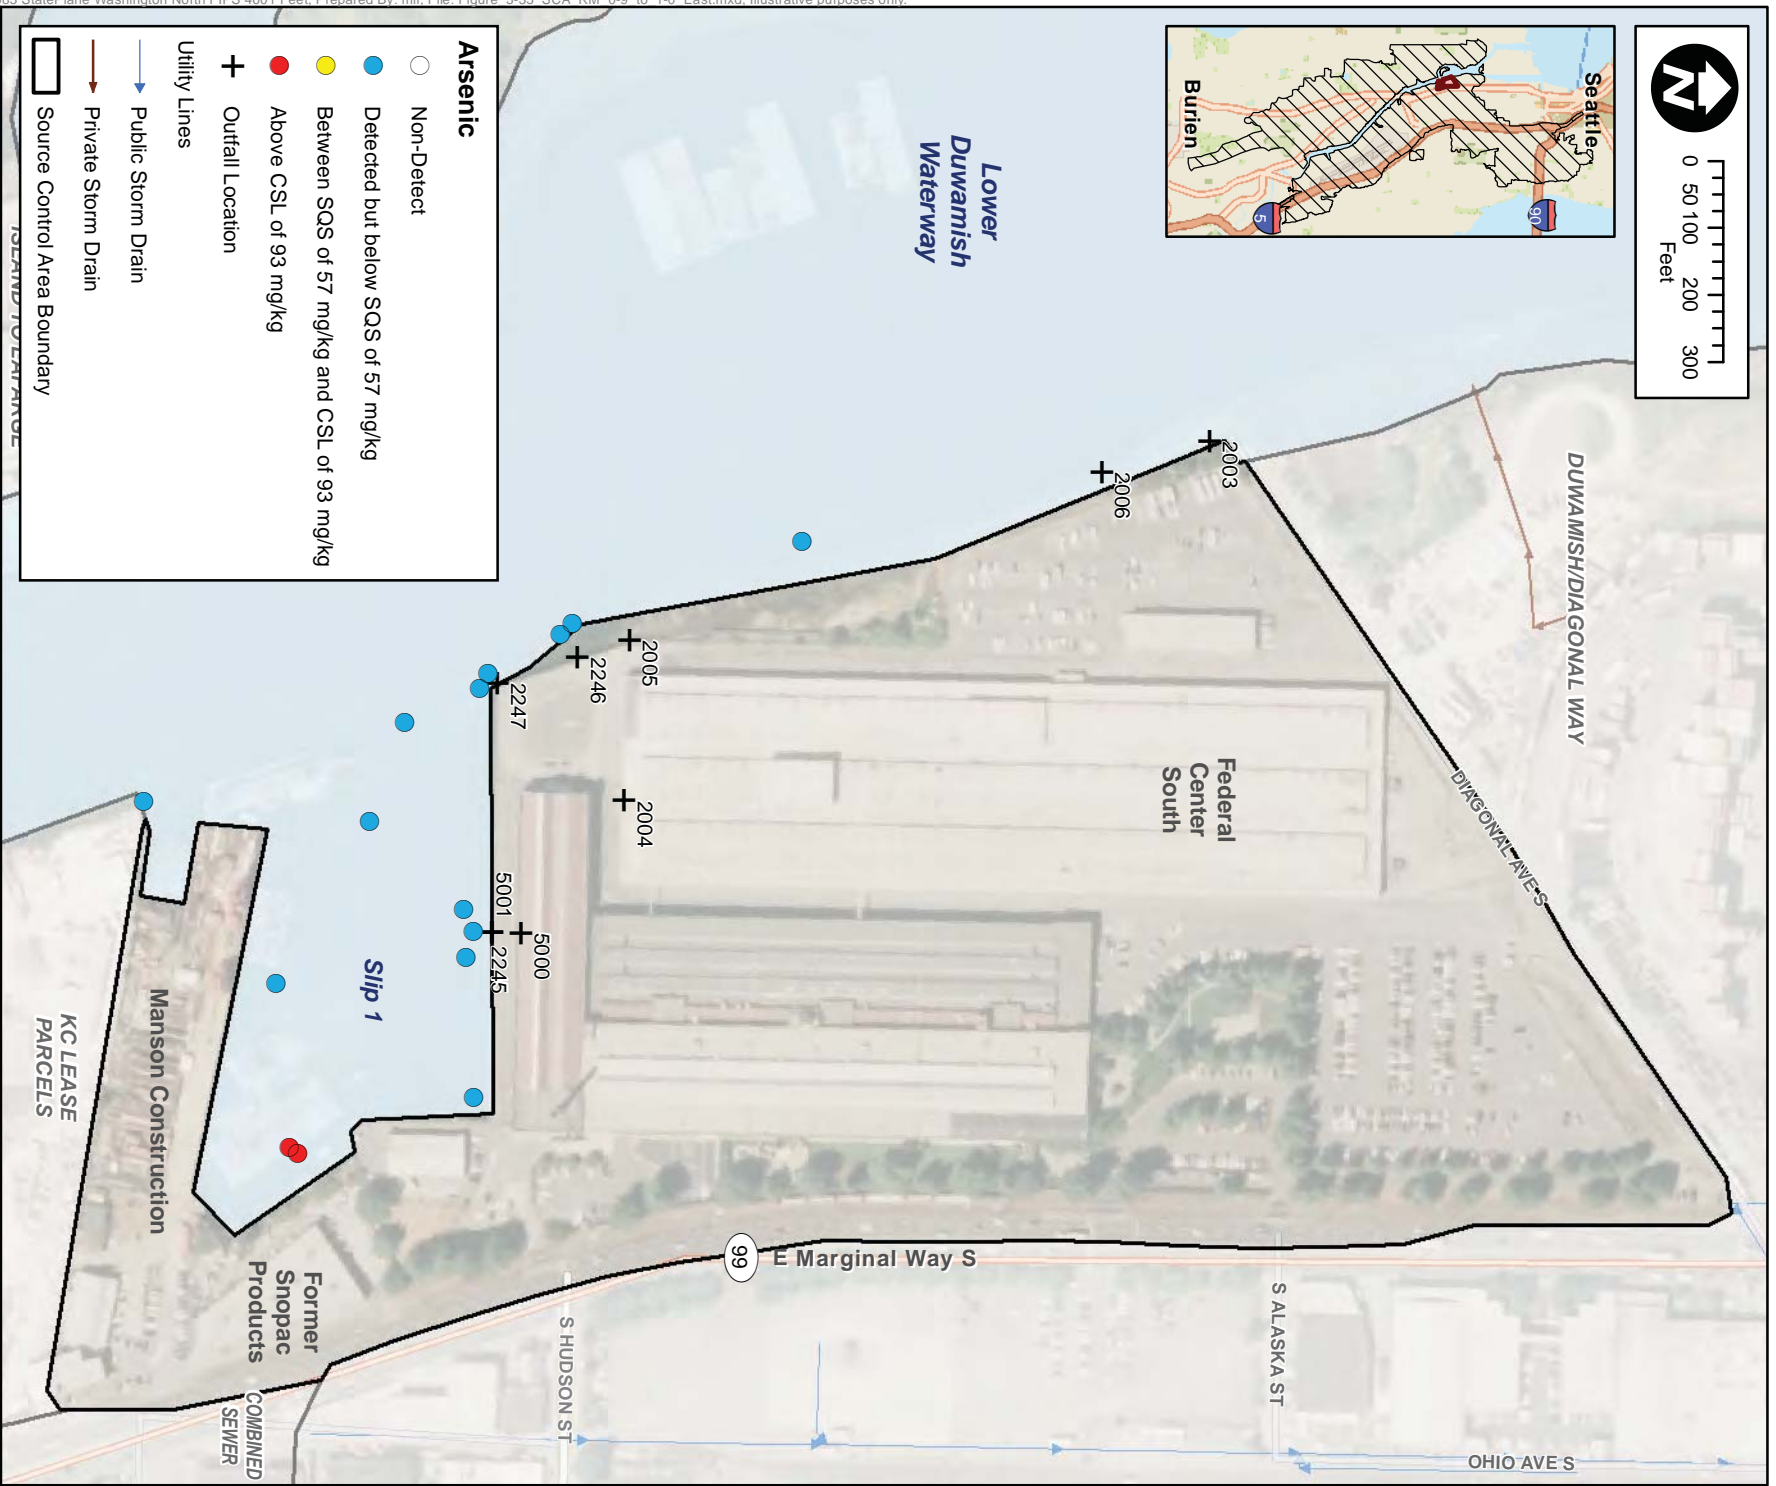 Arsenic
Non-Detect
Detected but below SQS of 57 mg/kg
Between SQS of 57 mg/kg and CSL of 93 mg/kg
Above CSL of 93 mg/kg
Outfall Location
Utility Lines
Public Storm Drain
Private Storm Drain
Source Control Area Boundary
Seattle
Burien
90
5
N
0 50 100 200 300
Feet
Lower
Duwamish
Waterway
DUWAMISH/DIAGONAL WAY
DIAGONAL AVE S
2003
2006
2005
2246
2247
2004
5001
2245
5000
Federal
Center
South
Slip 1
Manson Construction
KC LEASE
PARCELS
Former
Snopac
Products
COMBINED
SEWER
99
E Marginal Way S
S HUDSON ST
S ALASKA ST
OHIO AVE S